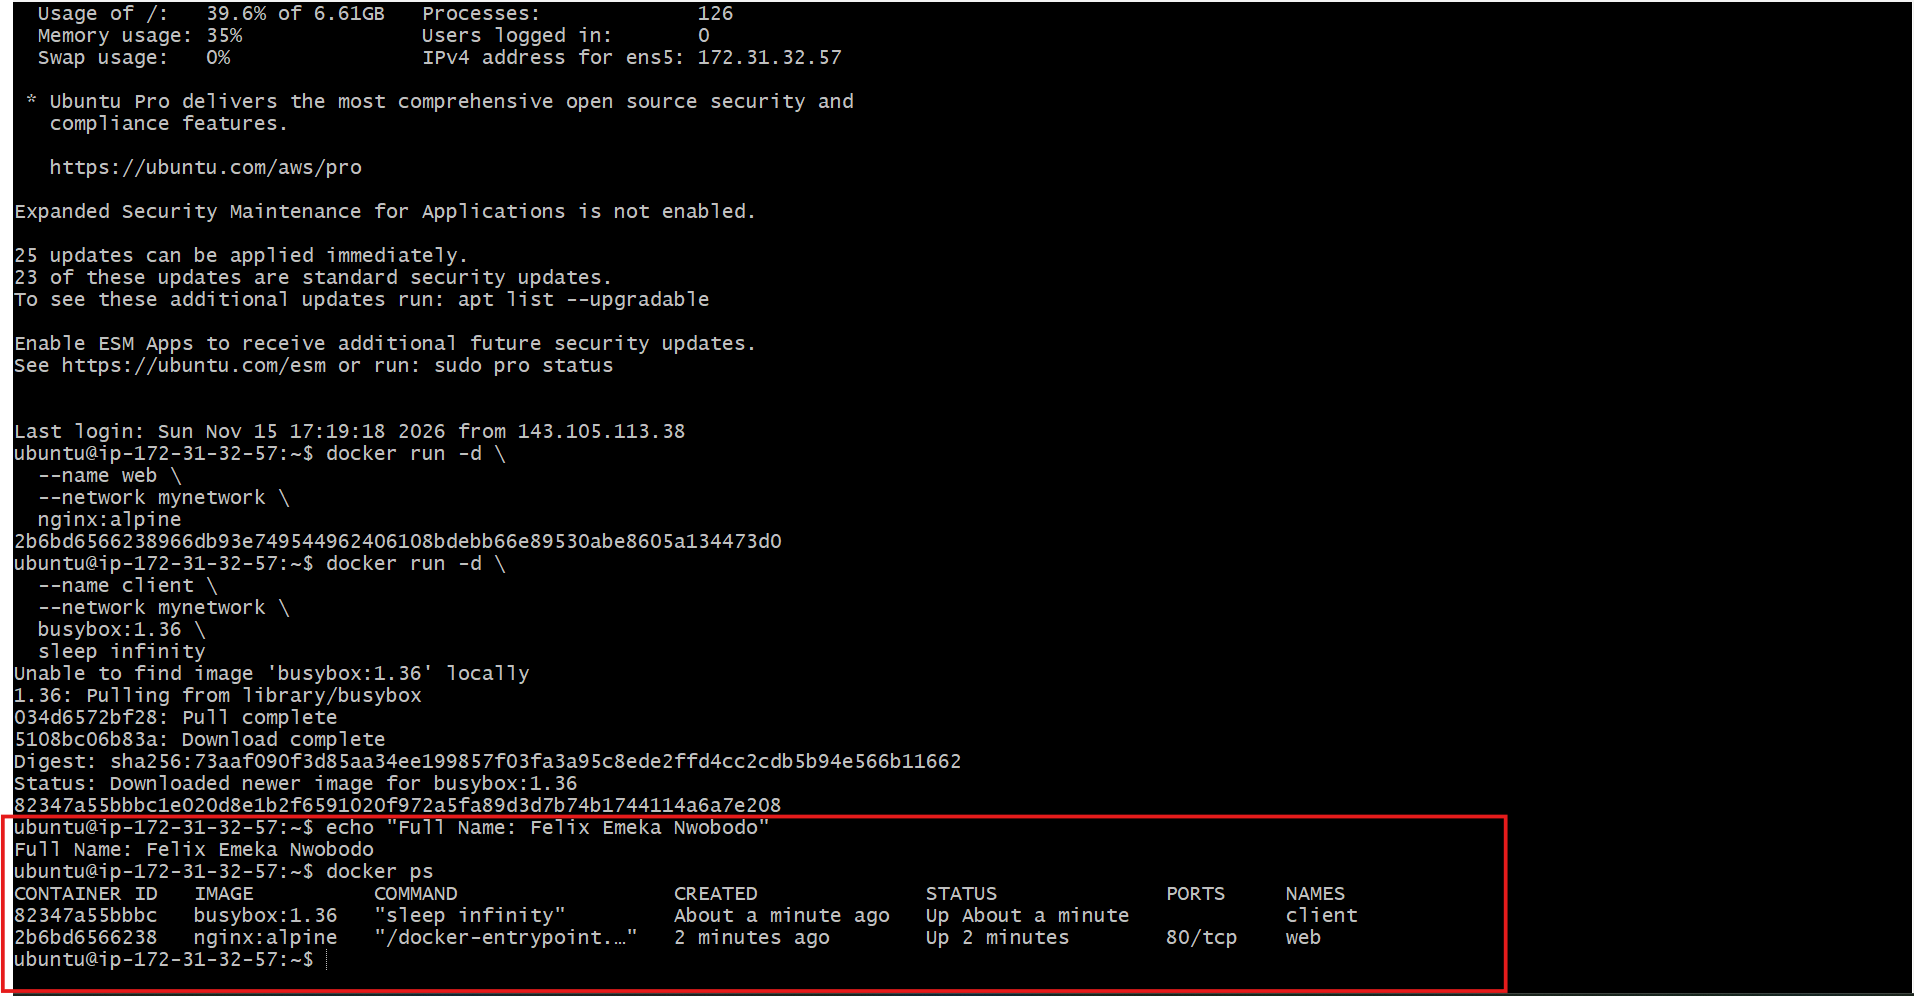 Usage of /:   39.6% of 6.61GB   Processes:             126
  Memory usage: 35%               Users logged in:       0
  Swap usage:   0%                IPv4 address for ens5: 172.31.32.57
 * Ubuntu Pro delivers the most comprehensive open source security and
   compliance features.
   https://ubuntu.com/aws/pro
Expanded Security Maintenance for Applications is not enabled.
25 updates can be applied immediately.
23 of these updates are standard security updates.
To see these additional updates run: apt list --upgradable
Enable ESM Apps to receive additional future security updates.
See https://ubuntu.com/esm or run: sudo pro status
Last login: Sun Nov 15 17:19:18 2026 from 143.105.113.38
ubuntu@ip-172-31-32-57:~$ docker run -d \
  --name web \
  --network mynetwork \
  nginx:alpine
2b6bd6566238966db93e749544962406108bdebb66e89530abe8605a134473d0
ubuntu@ip-172-31-32-57:~$ docker run -d \
  --name client \
  --network mynetwork \
  busybox:1.36 \
  sleep infinity
Unable to find image 'busybox:1.36' locally
1.36: Pulling from library/busybox
034d6572bf28: Pull complete
5108bc06b83a: Download complete
Digest: sha256:73aaf090f3d85aa34ee199857f03fa3a95c8ede2ffd4cc2cdb5b94e566b11662
Status: Downloaded newer image for busybox:1.36
82347a55bbbc1e020d8e1b2f6591020f972a5fa89d3d7b74b1744114a6a7e208
ubuntu@ip-172-31-32-57:~$ echo "Full Name: Felix Emeka Nwobodo"
Full Name: Felix Emeka Nwobodo
ubuntu@ip-172-31-32-57:~$ docker ps
CONTAINER ID   IMAGE          COMMAND                  CREATED              STATUS              PORTS     NAMES
82347a55bbbc   busybox:1.36   "sleep infinity"         About a minute ago   Up About a minute             client
2b6bd6566238   nginx:alpine   "/docker-entrypoint.…"   2 minutes ago        Up 2 minutes        80/tcp    web
ubuntu@ip-172-31-32-57:~$